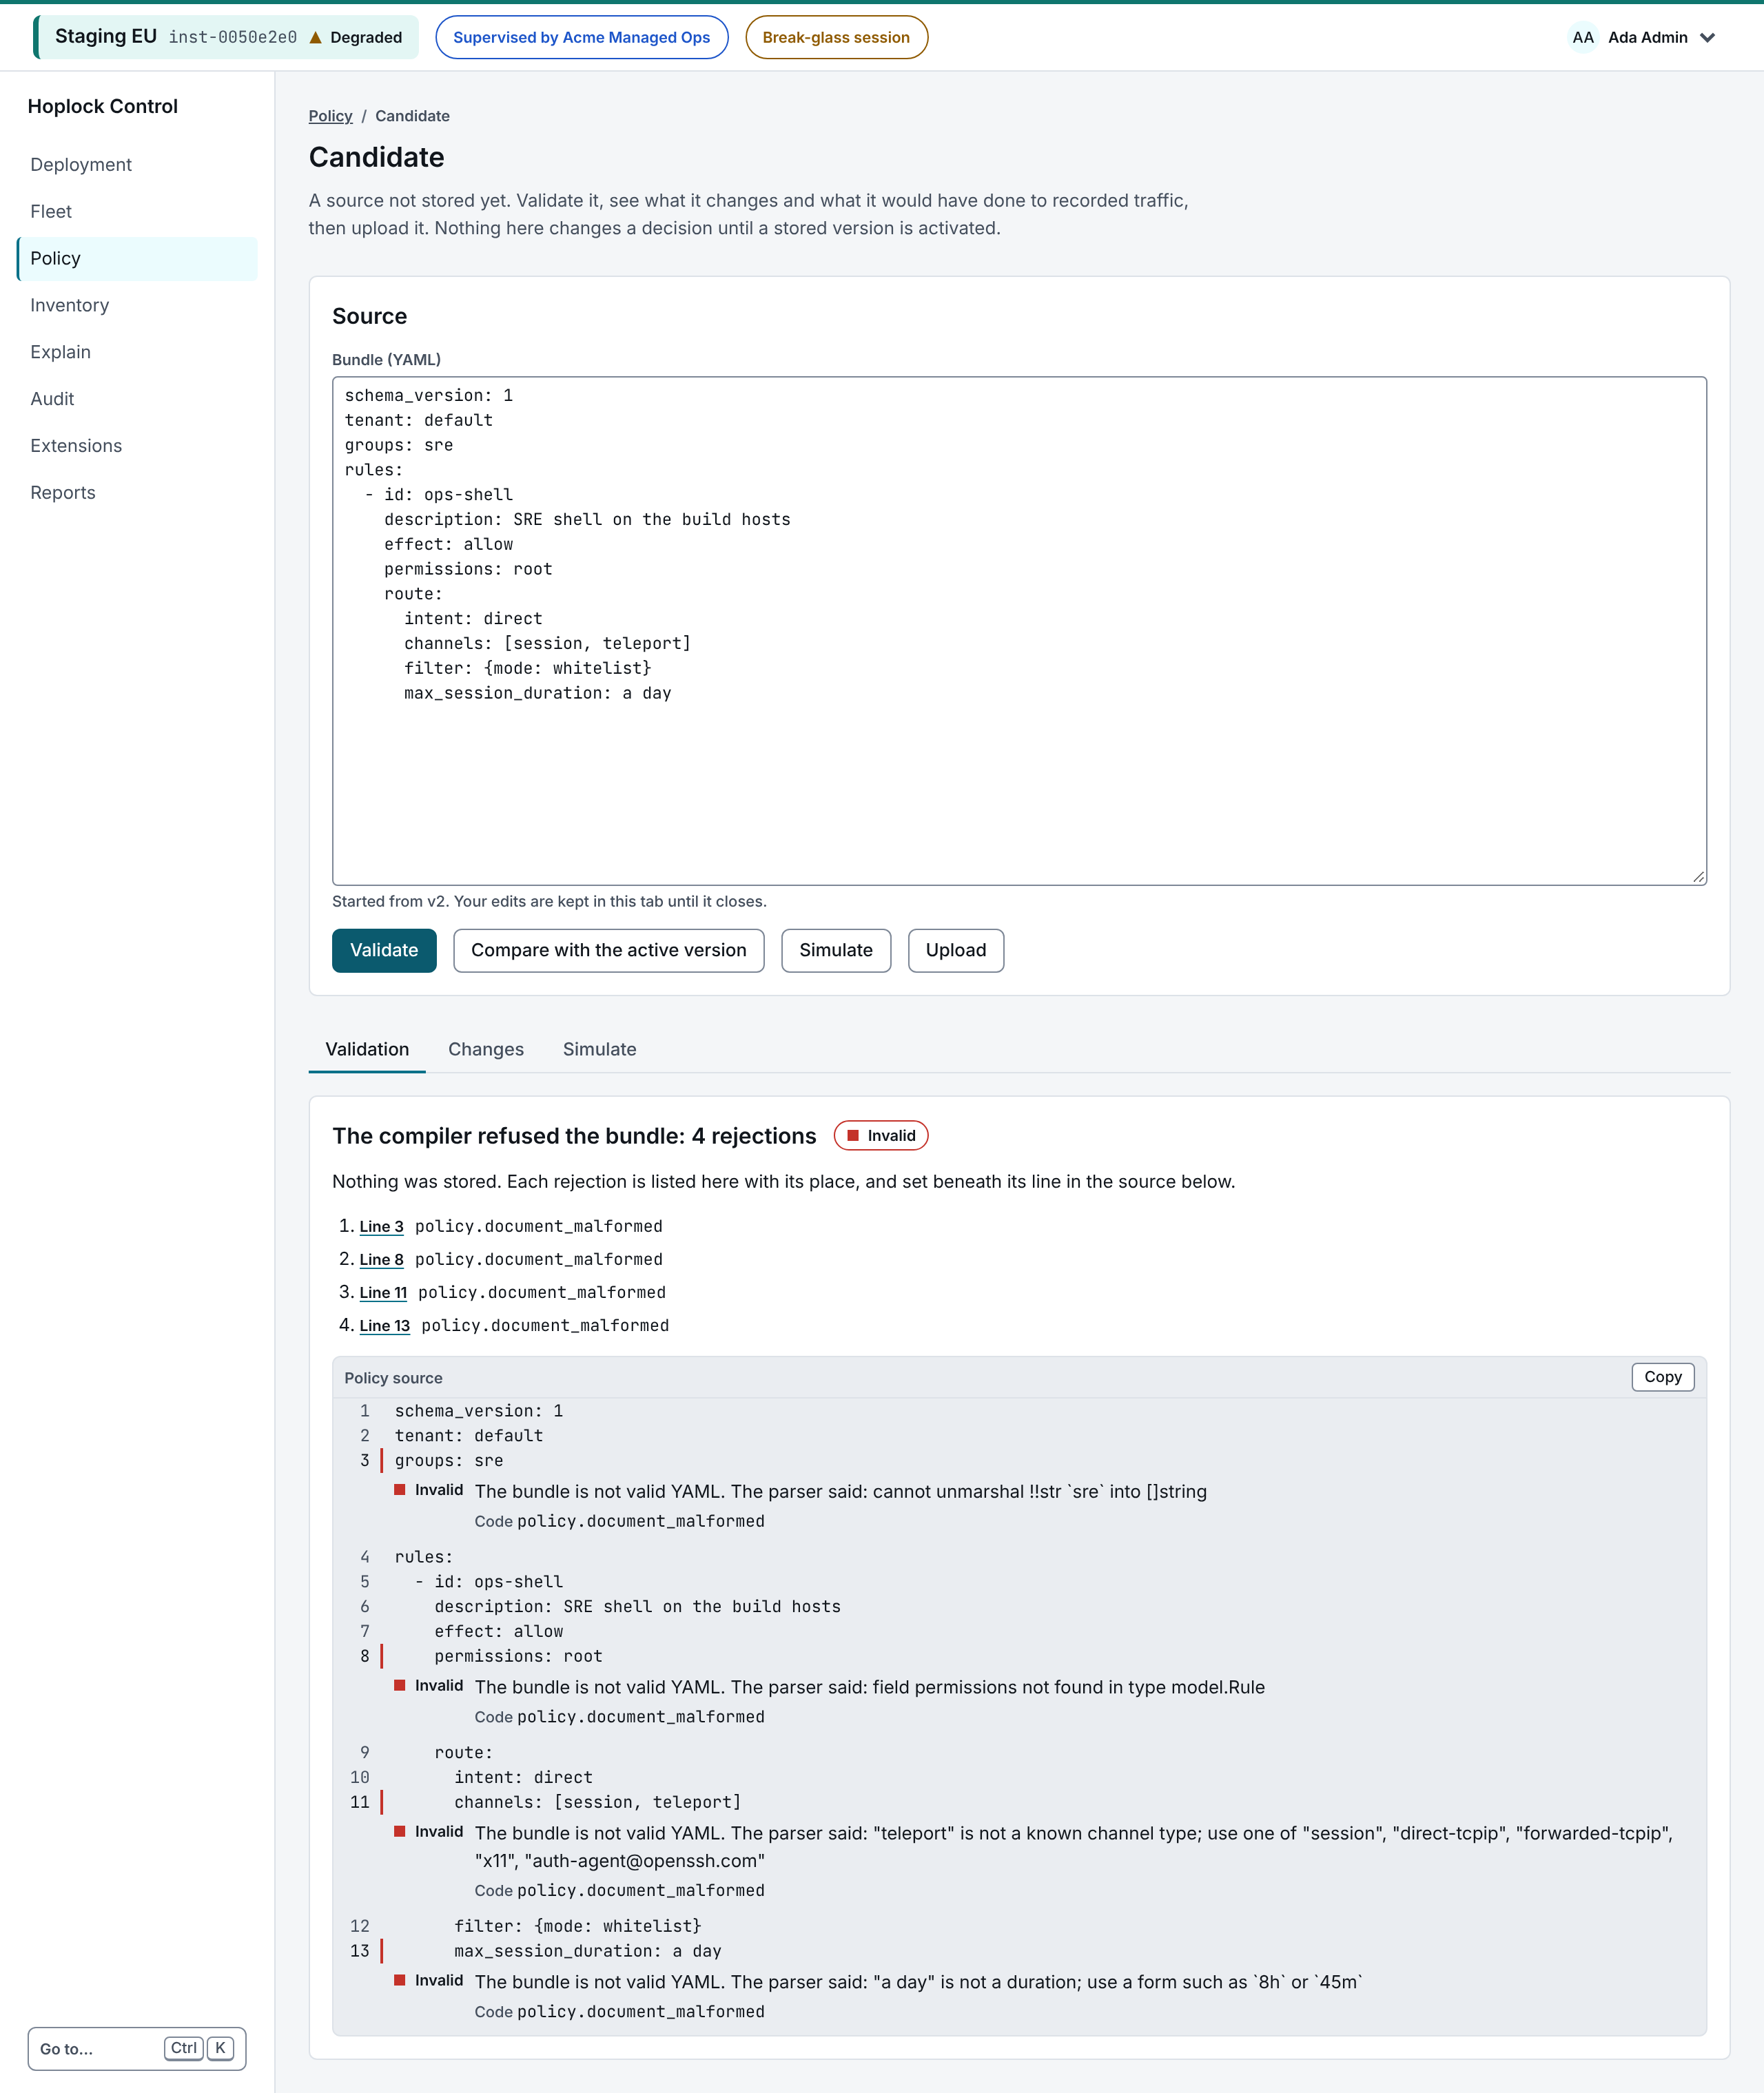 Staging EU inst-0050e2e0 Degraded Supervised by Acme Managed Ops Break-glass session AA Ada Admin
Hoplock Control
Deployment
Fleet
Policy
Inventory
Explain
Audit
Extensions
Reports
Go to... Ctrl K
Policy / Candidate
Candidate
A source not stored yet. Validate it, see what it changes and what it would have done to recorded traffic,
then upload it. Nothing here changes a decision until a stored version is activated.
Source
Bundle (YAML)
schema_version: 1
tenant: default
groups: sre
rules:
  - id: ops-shell
    description: SRE shell on the build hosts
    effect: allow
    permissions: root
    route:
      intent: direct
      channels: [session, teleport]
      filter: {mode: whitelist}
      max_session_duration: a day
Started from v2. Your edits are kept in this tab until it closes.
Validate Compare with the active version Simulate Upload
Validation Changes Simulate
The compiler refused the bundle: 4 rejections Invalid
Nothing was stored. Each rejection is listed here with its place, and set beneath its line in the source below.
1. Line 3 policy.document_malformed
2. Line 8 policy.document_malformed
3. Line 11 policy.document_malformed
4. Line 13 policy.document_malformed
Policy source Copy
1 schema_version: 1
2 tenant: default
3 groups: sre
Invalid The bundle is not valid YAML. The parser said: cannot unmarshal !!str `sre` into []string
Code policy.document_malformed
4 rules:
5   - id: ops-shell
6     description: SRE shell on the build hosts
7     effect: allow
8     permissions: root
Invalid The bundle is not valid YAML. The parser said: field permissions not found in type model.Rule
Code policy.document_malformed
9     route:
10       intent: direct
11       channels: [session, teleport]
Invalid The bundle is not valid YAML. The parser said: "teleport" is not a known channel type; use one of "session", "direct-tcpip", "forwarded-tcpip",
"x11", "auth-agent@openssh.com"
Code policy.document_malformed
12       filter: {mode: whitelist}
13       max_session_duration: a day
Invalid The bundle is not valid YAML. The parser said: "a day" is not a duration; use a form such as `8h` or `45m`
Code policy.document_malformed